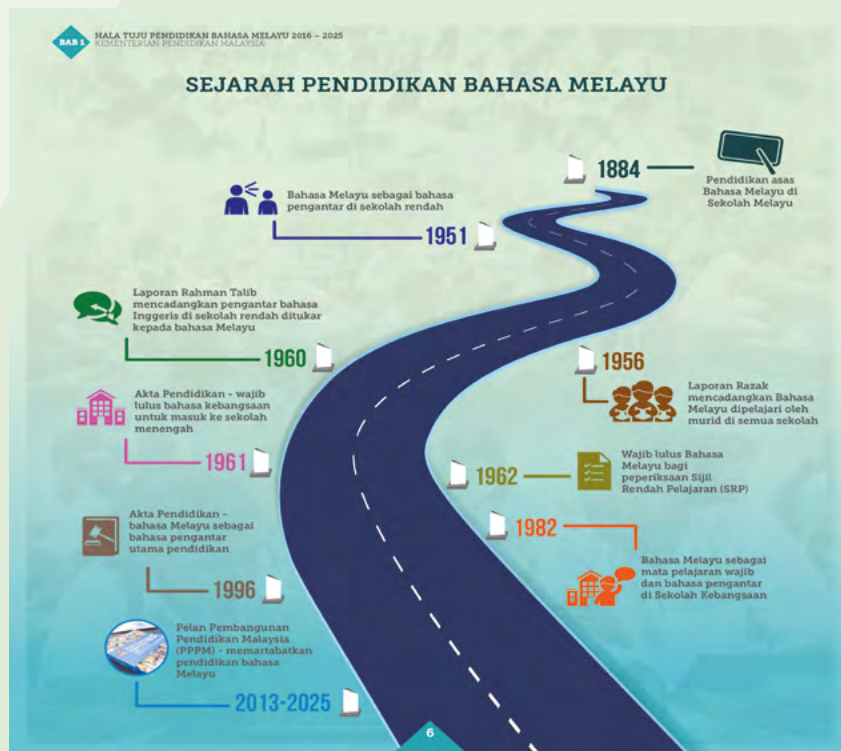 BAB 1
HALA TUJU PENDIDIKAN BAHASA MELAYU 2016 – 2025
KEMENTERIAN PENDIDIKAN MALAYSIA
SEJARAH PENDIDIKAN BAHASA MELAYU
1884
Pendidikan asas
Bahasa Melayu di
Sekolah Melayu
Bahasa Melayu sebagai bahasa
pengantar di sekolah rendah
1951
Laporan Rahman Talib
mencadangkan pengantar bahasa
Inggeris di sekolah rendah ditukar
kepada bahasa Melayu
1960
1956
Laporan Razak
mencadangkan Bahasa
Melayu dipelajari oleh
murid di semua sekolah
Akta Pendidikan - wajib
lulus bahasa kebangsaan
untuk masuk ke sekolah
menengah
1961
1962
Wajib lulus Bahasa
Melayu bagi
peperiksaan Sijil
Rendah Pelajaran (SRP)
Akta Pendidikan –
bahasa Melayu sebagai
bahasa pengantar
utama pendidikan
1996
1982
Bahasa Melayu sebagai
mata pelajaran wajib
dan bahasa pengantar
di Sekolah Kebangsaan
Pelan Pembangunan
Pendidikan Malaysia
(PPPM) - memartabatkan
pendidikan bahasa
Melayu
2013-2025
6